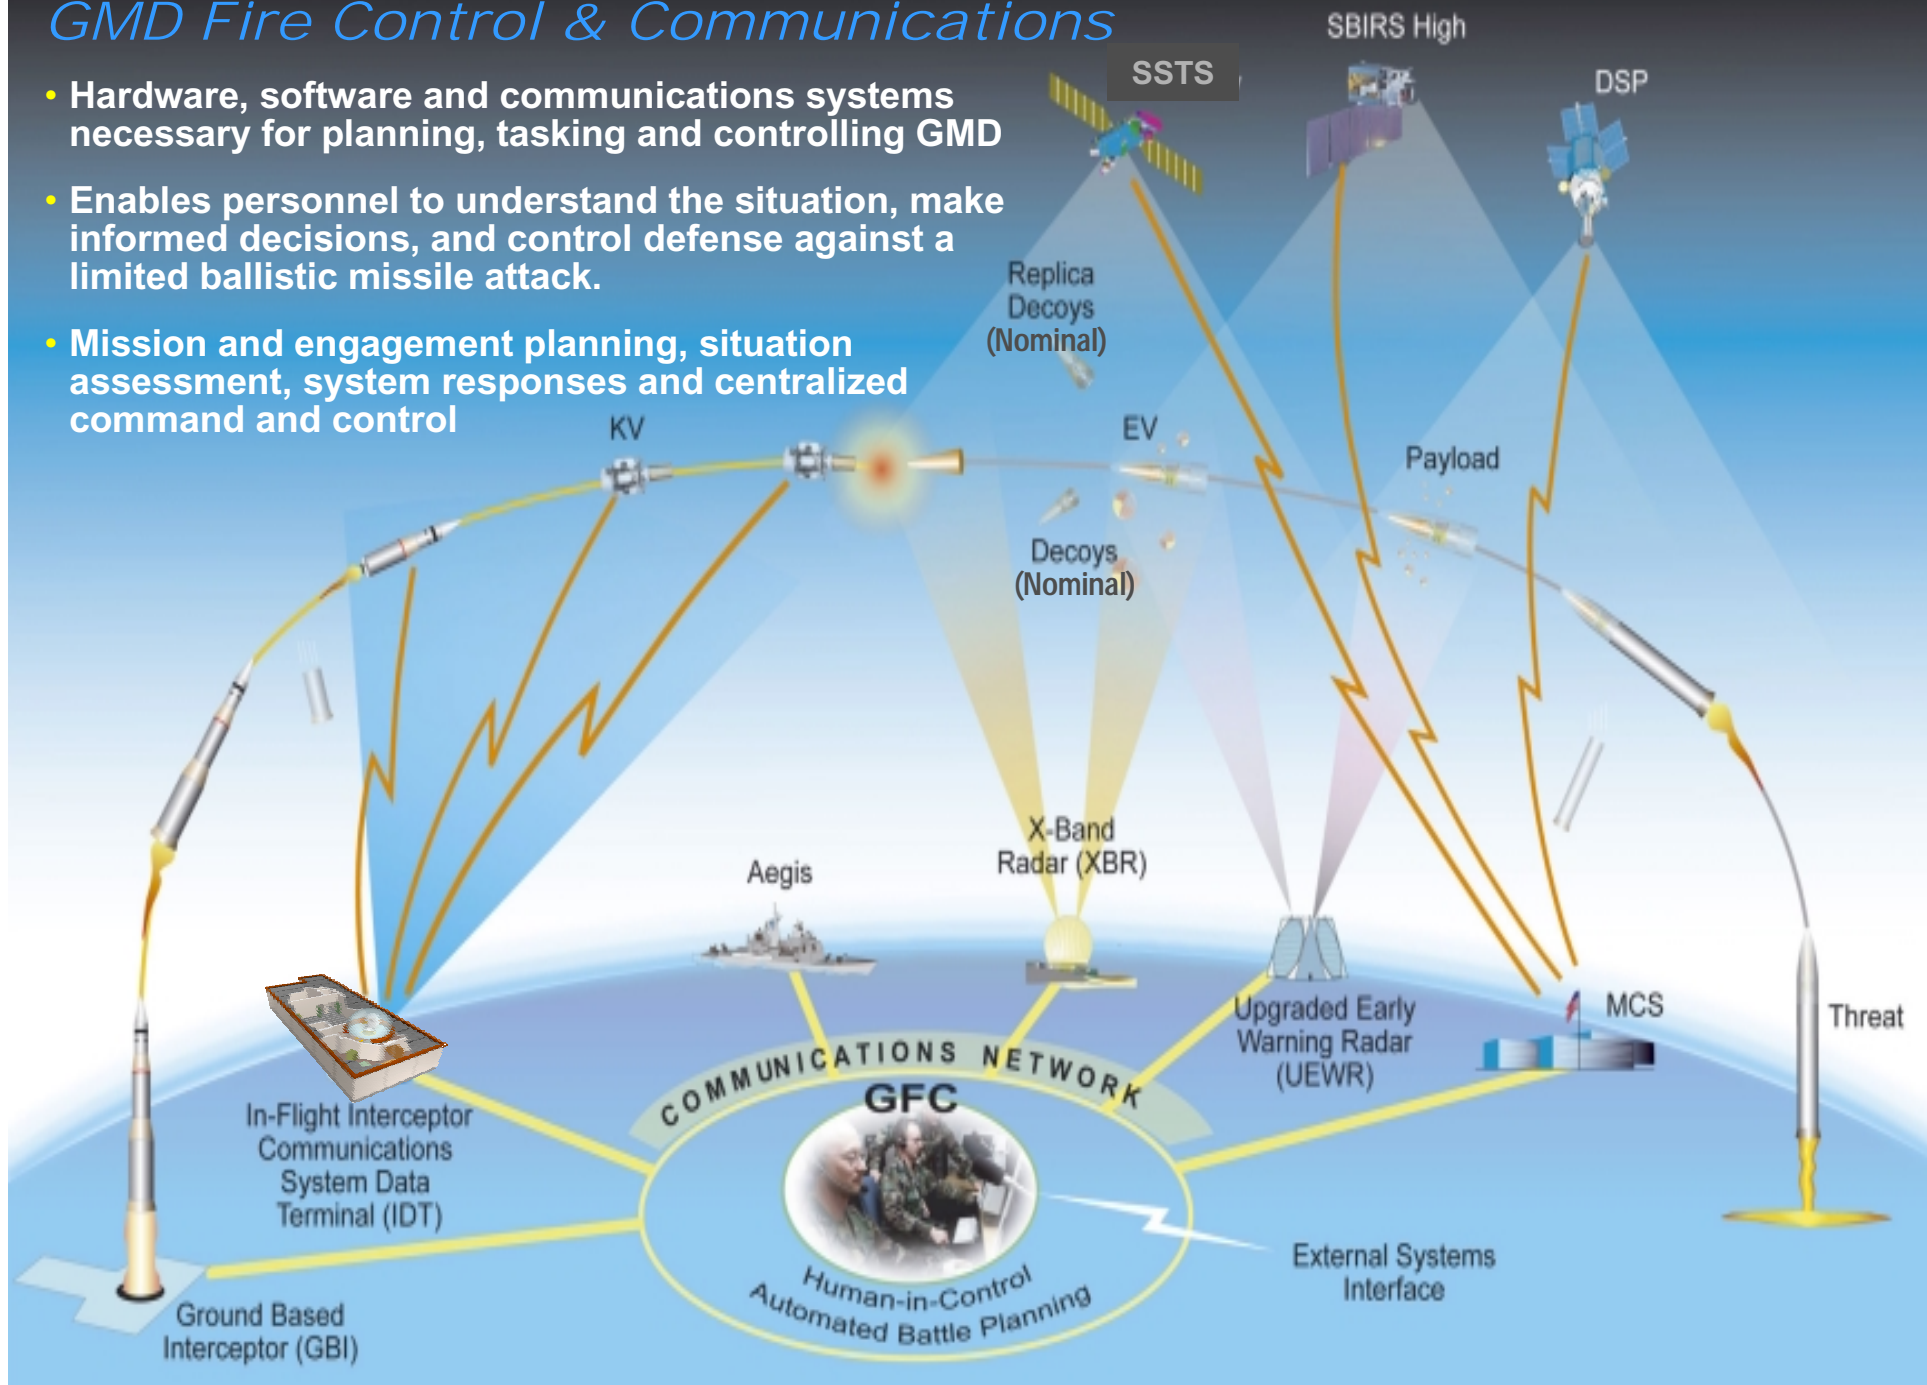 GMD Fire Control & Communications
• Hardware, software and communications systems
necessary for planning, tasking and controlling GMD
• Enables personnel to understand the situation, make
informed decisions, and control defense against a
limited ballistic missile attack.
• Mission and engagement planning, situation
assessment, system responses and centralized
command and control
SBIRS High
SSTS
DSP
Replica
Decoys
(Nominal)
KV
EV
Payload
Decoys
(Nominal)
X-Band
Radar (XBR)
Aegis
Upgraded Early
Warning Radar
(UEWR)
MCS
Threat
COMMUNICATIONS NETWORK
GFC
In-Flight Interceptor
Communications
System Data
Terminal (IDT)
Human-in-Control
Automated Battle Planning
External Systems
Interface
Ground Based
Interceptor (GBI)